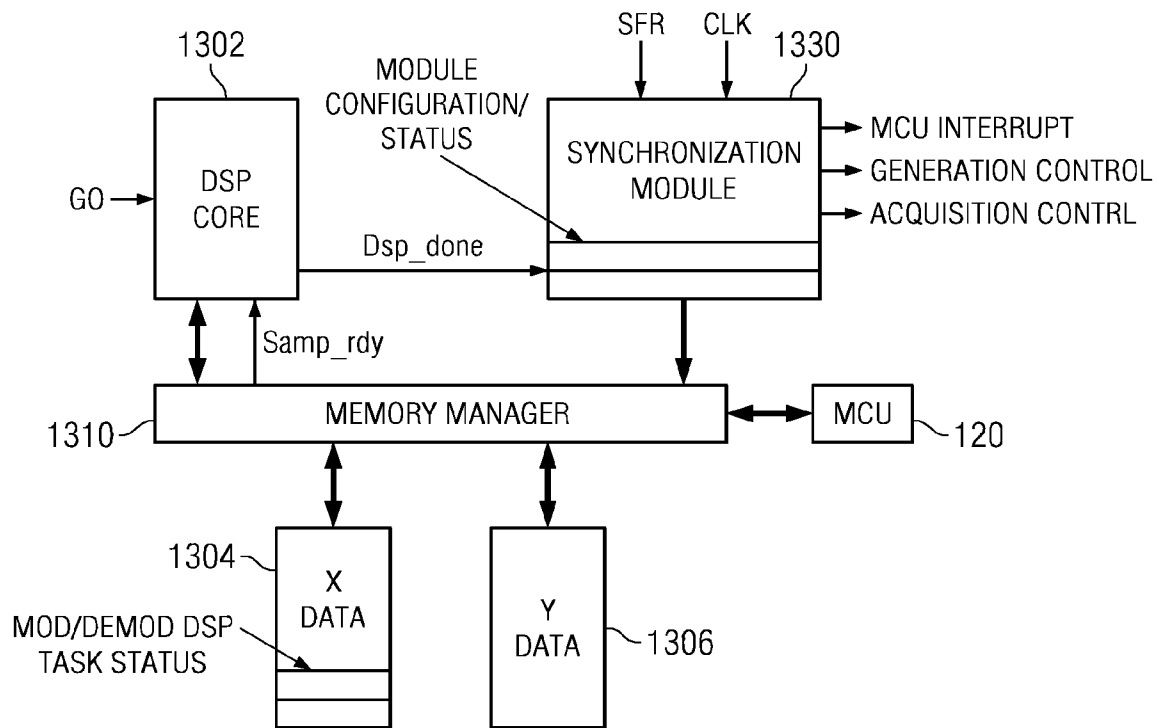 SFR CLK
1302
1330
MODULE
CONFIGURATION/
STATUS
MCU INTERRUPT
SYNCHRONIZATION
MODULE
GENERATION CONTROL
DSP
CORE
GO
ACQUISITION CONTRL
Dsp_done
Samp_rdy
MEMORY MANAGER
MCU
1310
120
1304
X
DATA
Y
DATA
MOD/DEMOD DSP
TASK STATUS
1306